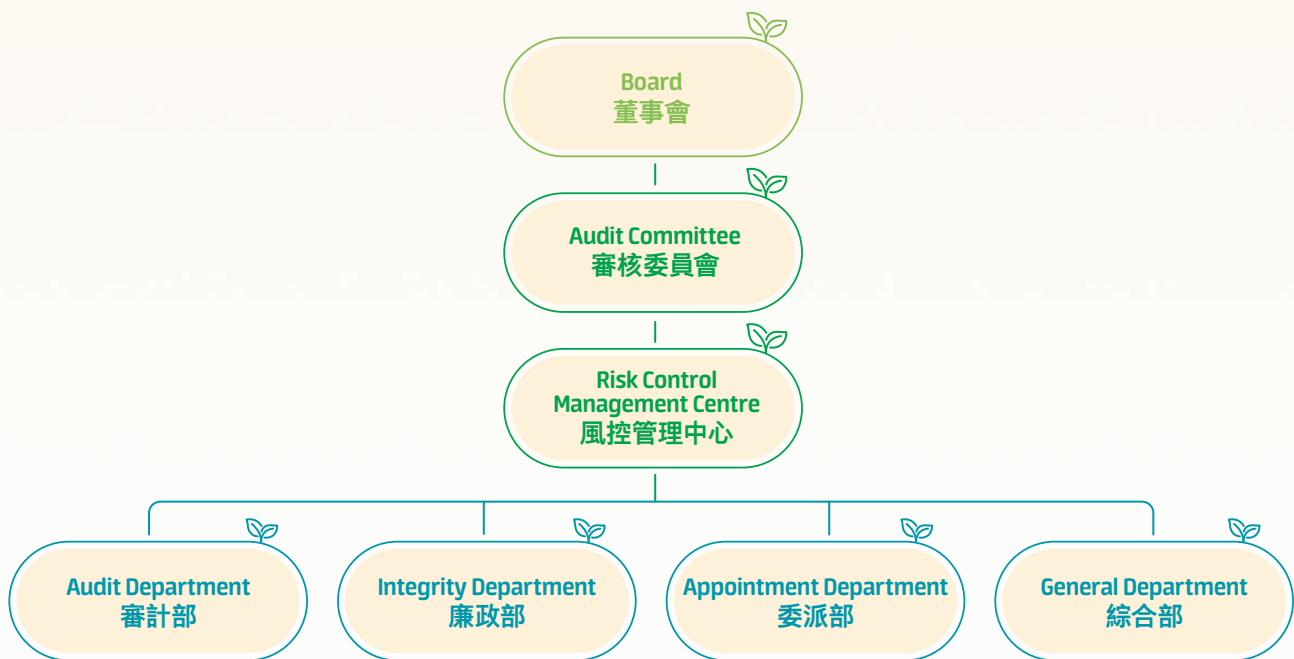 Board
董事會
Audit Committee
審核委員會
Risk Control
Management Centre
風控管理中心
Audit Department
審計部
Integrity Department
廉政部
Appointment Department
委派部
General Department
綜合部